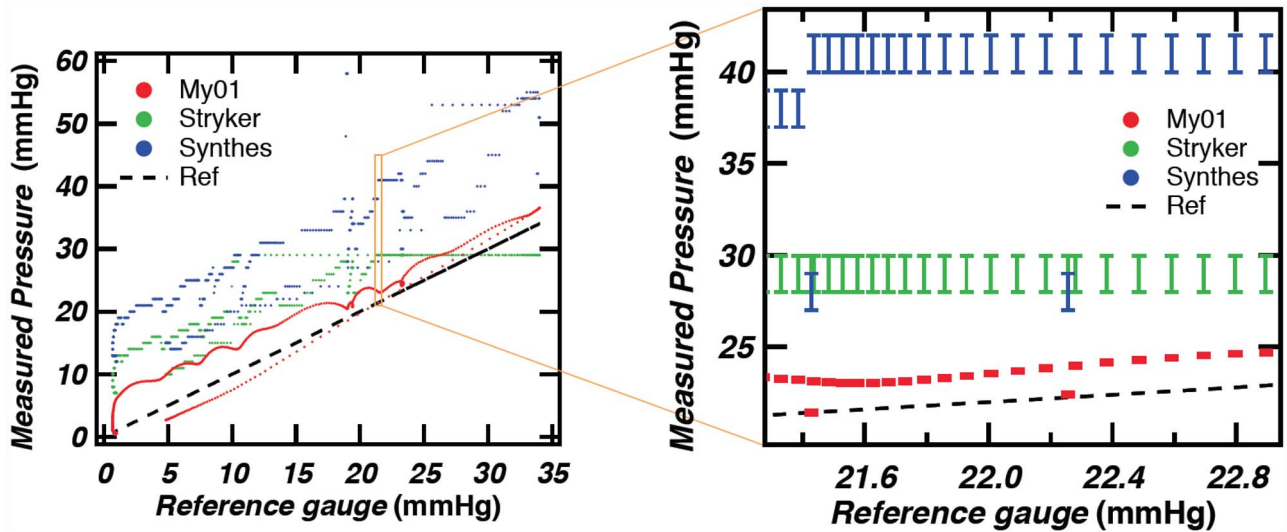 60
50
40
30
20
10
0
Measured Pressure (mmHg)
My01
Stryker
Synthes
Ref
0 5 10 15 20 25 30 35
Reference gauge (mmHg)
40
35
30
25
Measured Pressure (mmHg)
My01
Stryker
Synthes
Ref
21.6 22.0 22.4 22.8
Reference gauge (mmHg)